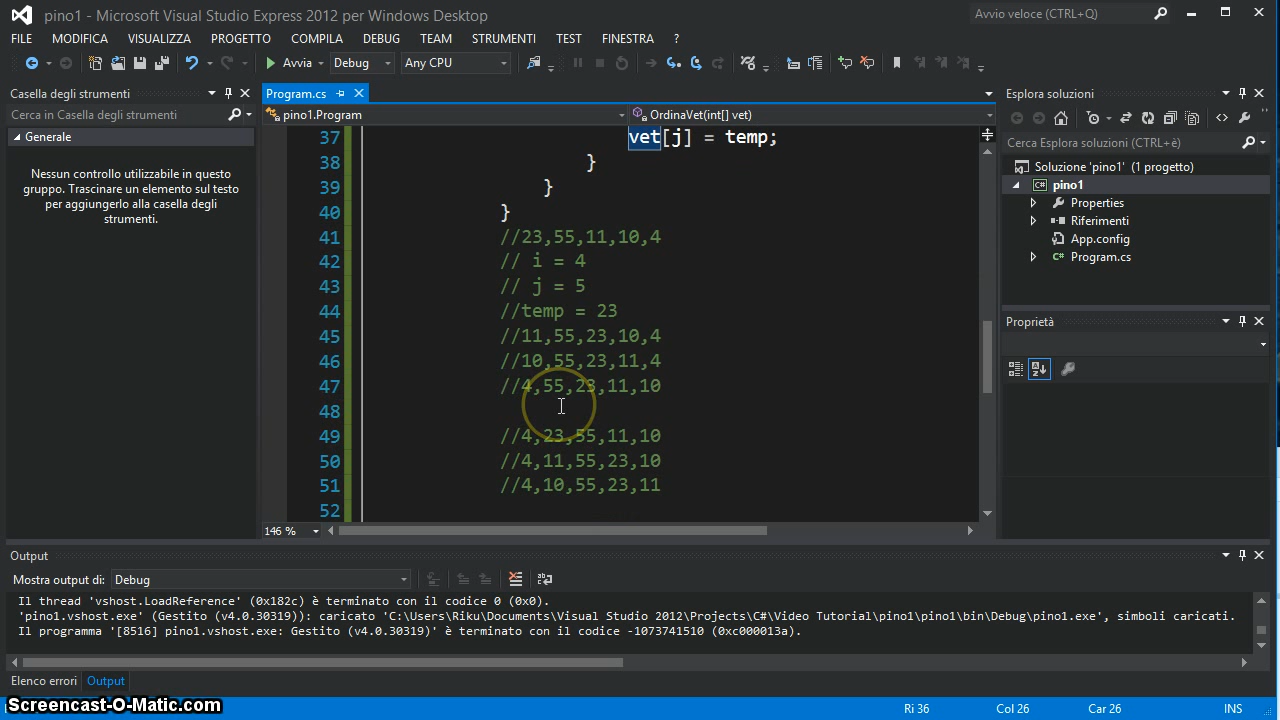 pino1 - Microsoft Visual Studio Express 2012 per Windows Desktop
Avvio veloce (CTRL+Q)
FILE MODIFICA VISUALIZZA PROGETTO COMPILA DEBUG TEAM STRUMENTI TEST FINESTRA ?
Avvia Debug Any CPU
Casella degli strumenti
Cerca in Casella degli strumenti
Generale
Nessun controllo utilizzabile in questo
gruppo. Trascinare un elemento sul testo
per aggiungerlo alla casella degli
strumenti.
Program.cs
pino1.Program
OrdinaVet(int[] vet)
37 vet[j] = temp;
38 }
39 }
40 }
41 //23,55,11,10,4
42 // i = 4
43 // j = 5
44 //temp = 23
45 //11,55,23,10,4
46 //10,55,23,11,4
47 //4,55,23,11,10
48
49 //4,23,55,11,10
50 //4,11,55,23,10
51 //4,10,55,23,11
52
146 %
Esplora soluzioni
Cerca Esplora soluzioni (CTRL+è)
Soluzione 'pino1' (1 progetto)
C# pino1
Properties
Riferimenti
App.config
C# Program.cs
Proprietà
Output
Mostra output di: Debug
Il thread 'vshost.LoadReference' (0x182c) è terminato con il codice 0 (0x0).
'pino1.vshost.exe' (Gestito (v4.0.30319)): caricato 'C:\Users\Riku\Documents\Visual Studio 2012\Projects\C#\Video Tutorial\pino1\pino1\bin\Debug\pino1.exe', simboli caricati.
Il programma '[8516] pino1.vshost.exe: Gestito (v4.0.30319)' è terminato con il codice -1073741510 (0xc000013a).
Elenco errori Output
Screencast-O-Matic.com
Ri 36 Col 26 Car 26 INS